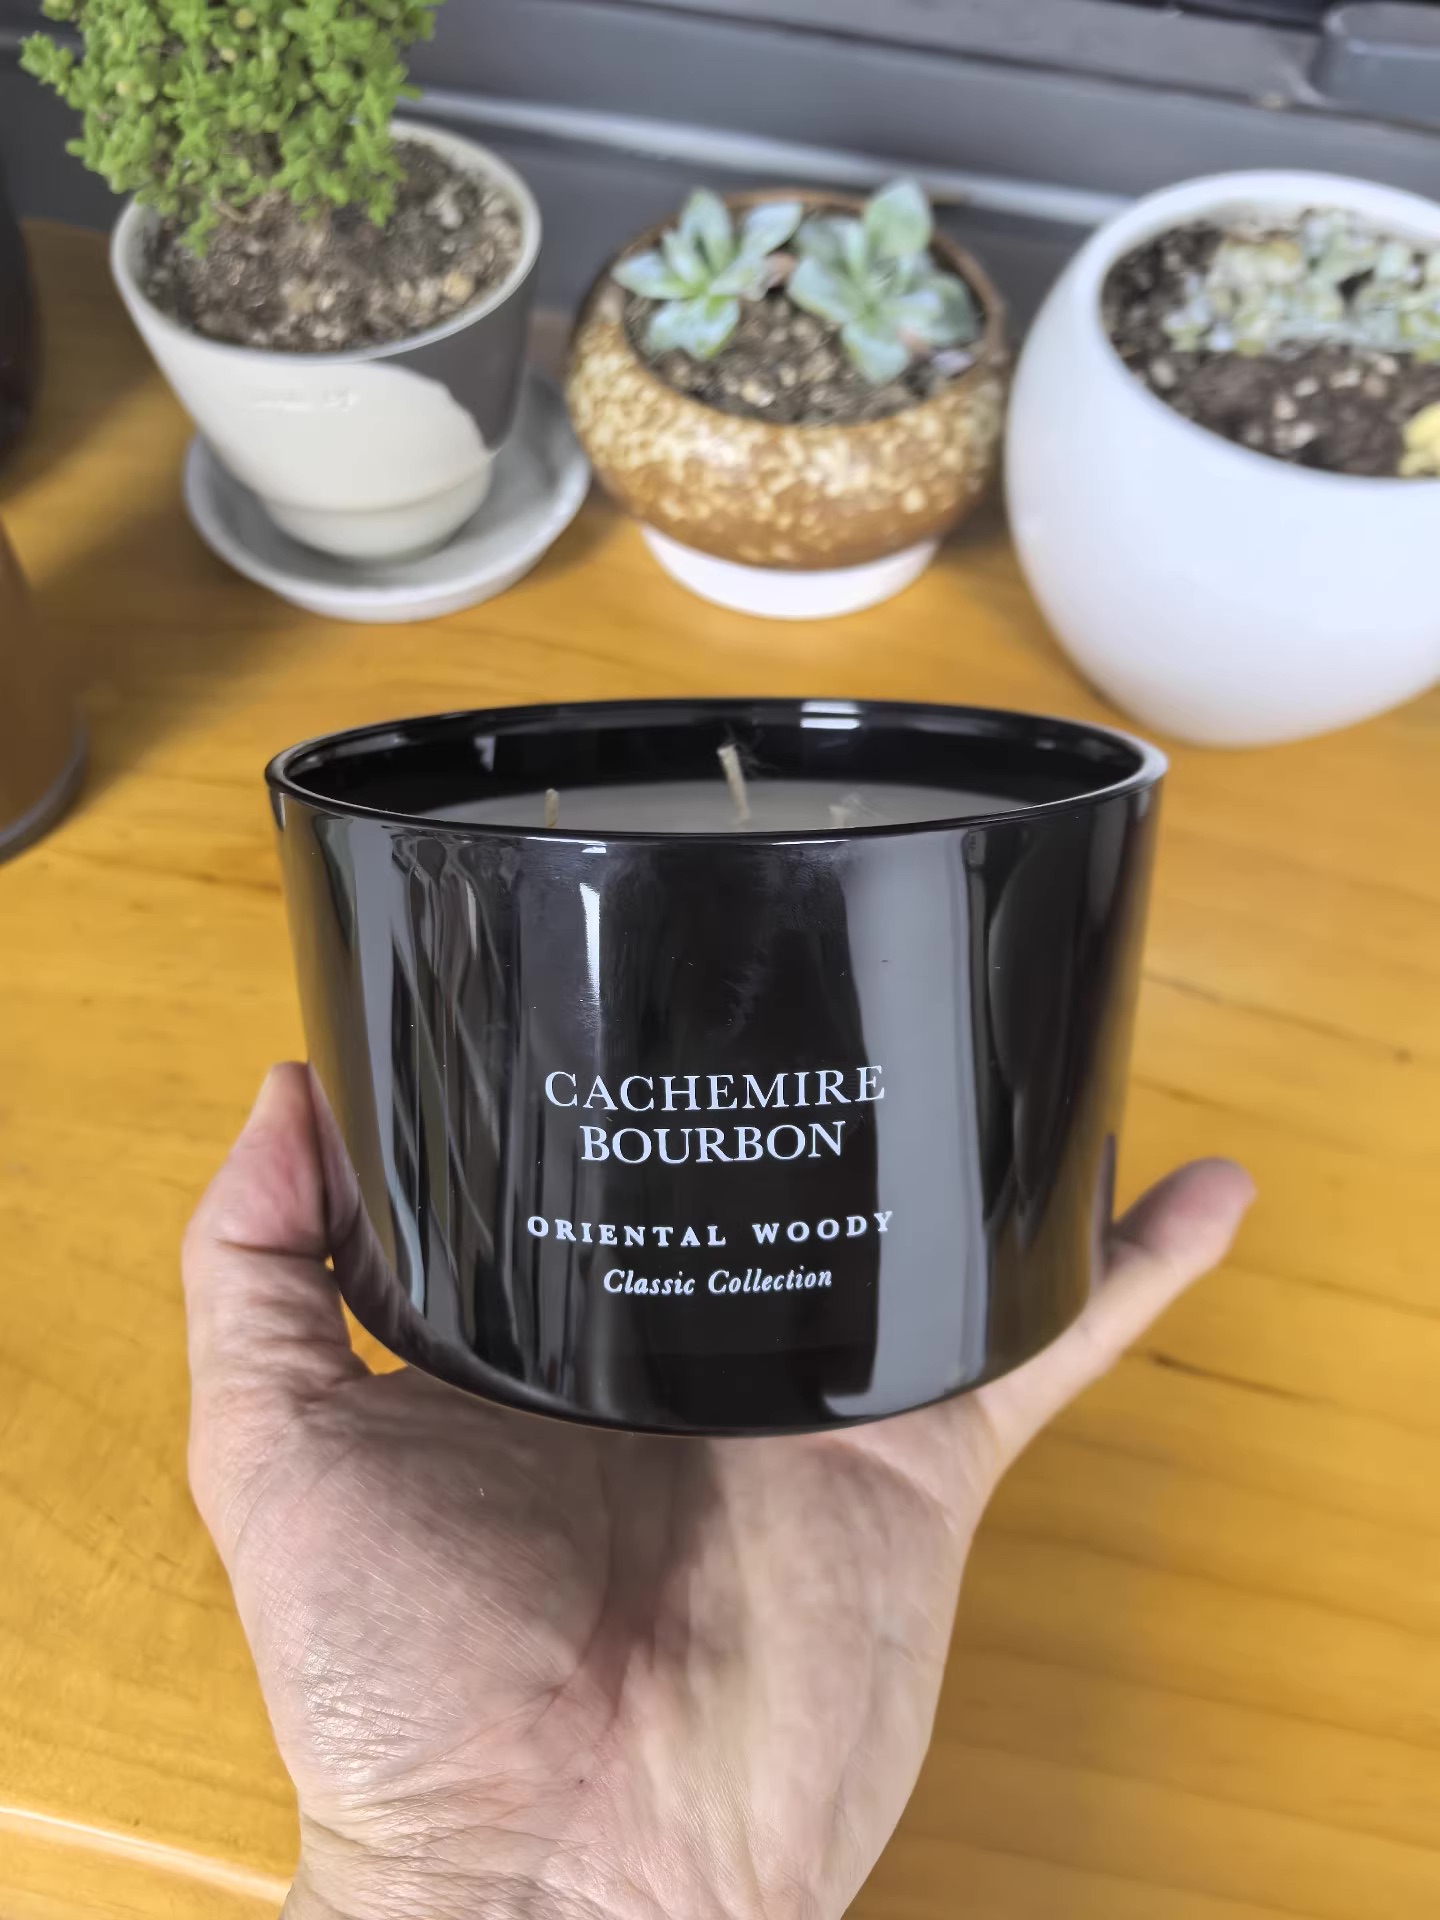 CACHEMIRE
BOURBON
ORIENTAL WOODY
Classic Collection